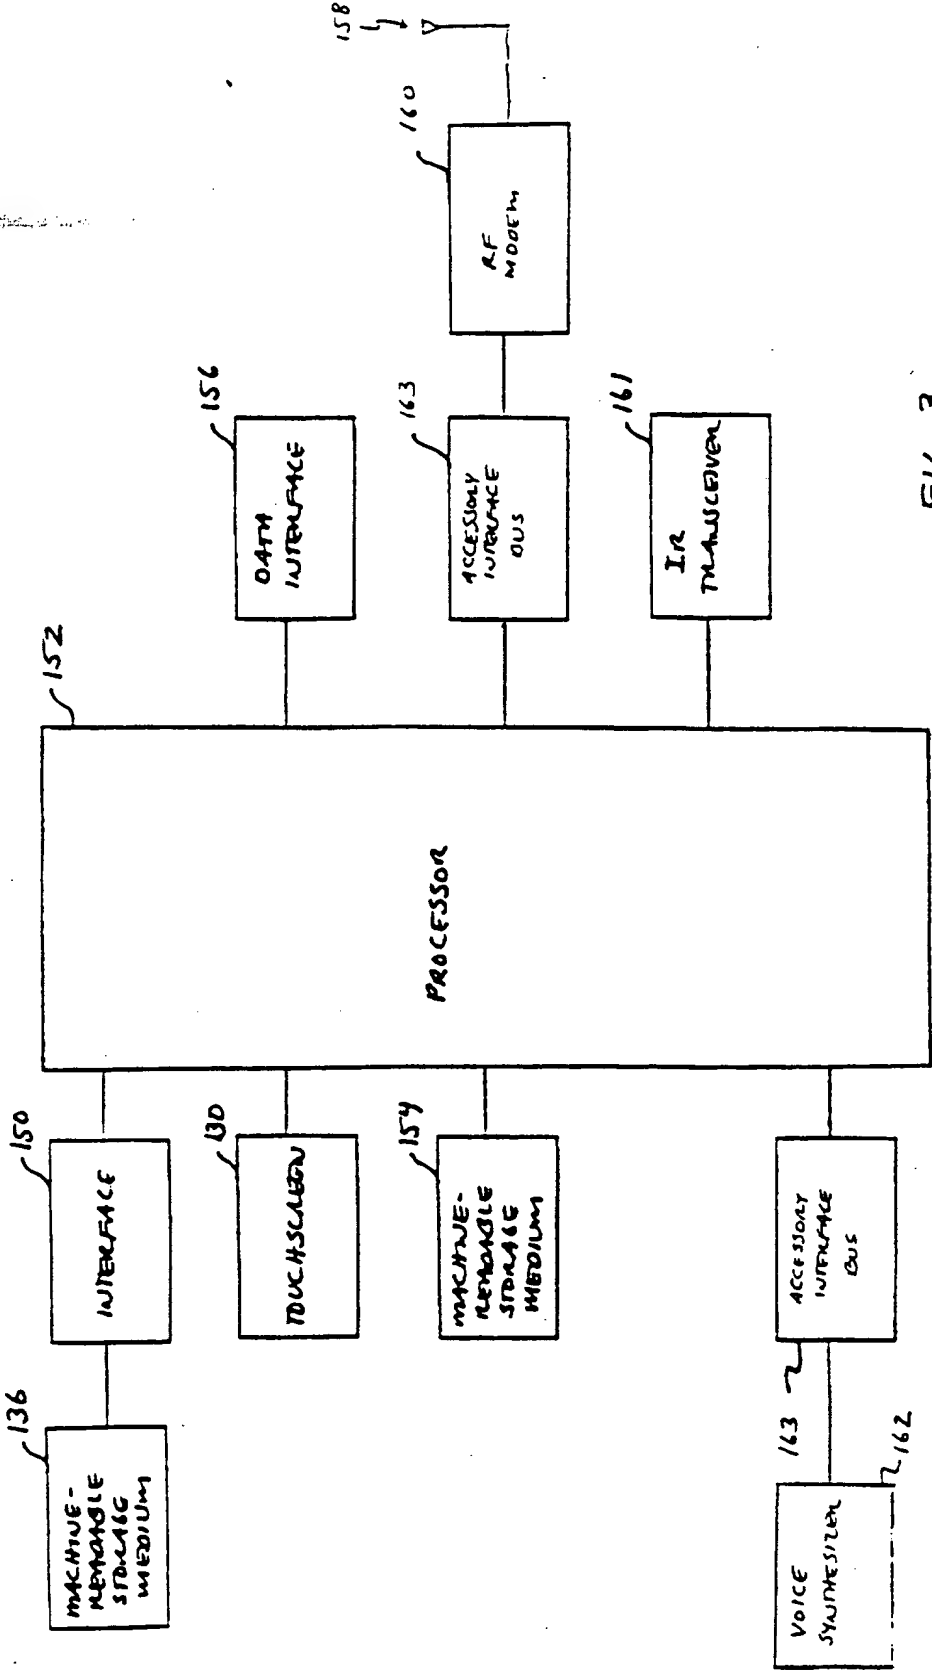 136
MACHINE-
READABLE
STORAGE
MEDIUM
150
INTERFACE
130
TOUCHSCREEN
154
MACHINE-
READABLE
STORAGE
MEDIUM
163
ACCESSORY
INTERFACE
BUS
162
VOICE
SYNTHESIZER
152
PROCESSOR
156
DATA
INTERFACE
163
ACCESSORY
INTERFACE
BUS
161
IR
TRANSCEIVER
160
RF
MODEM
158